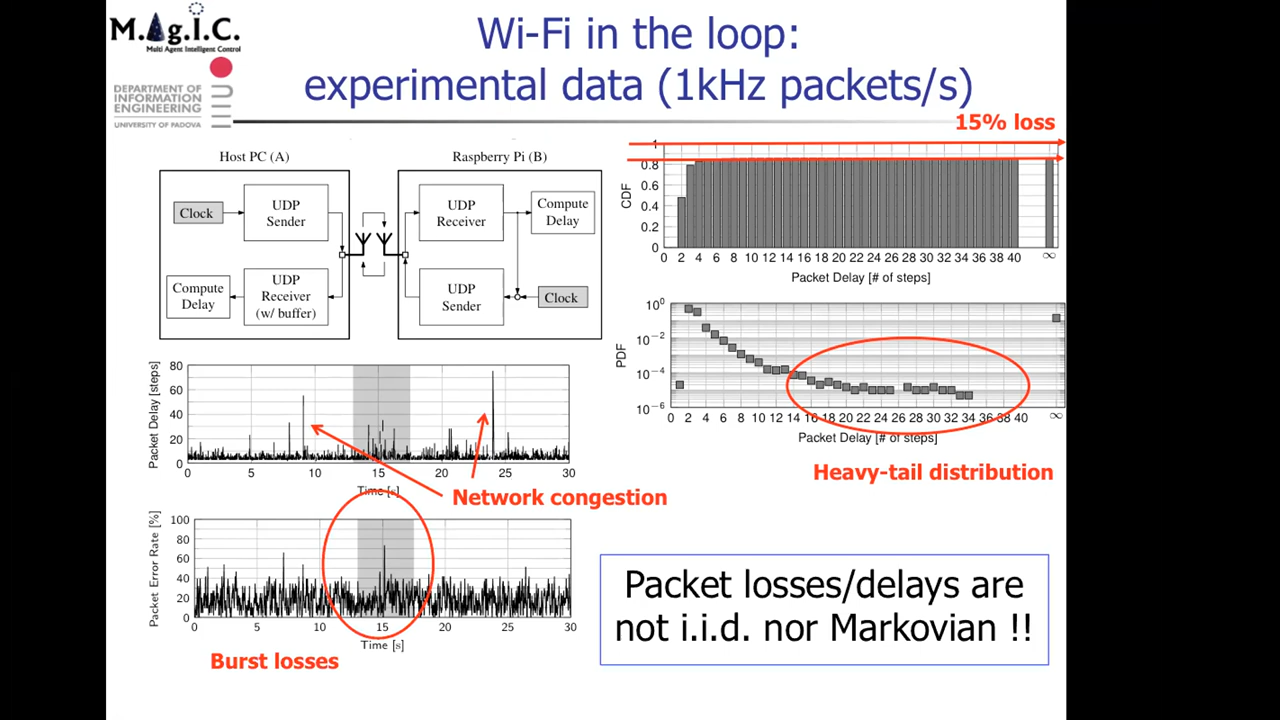 M.AgI.C.
Multi Agent Intelligent Control
DEPARTMENT OF
INFORMATION
ENGINEERING
UNIVERSITY OF PADOVA
Wi-Fi in the loop:
experimental data (1kHz packets/s)
15% loss
Host PC (A)
Raspberry Pi (B)
Clock
UDP
Sender
UDP
Receiver
Compute
Delay
Compute
Delay
UDP
Receiver
(w/ buffer)
UDP
Sender
Clock
CDF
1
0.8
0.6
0.4
0.2
0
0 2 4 6 8 10 12 14 16 18 20 22 24 26 28 30 32 34 36 38 40 ∞
Packet Delay [# of steps]
PDF
10^0
10^-2
10^-4
10^-6
0 2 4 6 8 10 12 14 16 18 20 22 24 26 28 30 32 34 36 38 40 ∞
Packet Delay [# of steps]
Heavy-tail distribution
Packet Delay [steps]
80
60
40
20
0
0 5 10 15 20 25 30
Time [s]
Network congestion
Packet Error Rate [%]
100
80
60
40
20
0
0 5 10 15 20 25 30
Time [s]
Burst losses
Packet losses/delays are
not i.i.d. nor Markovian !!